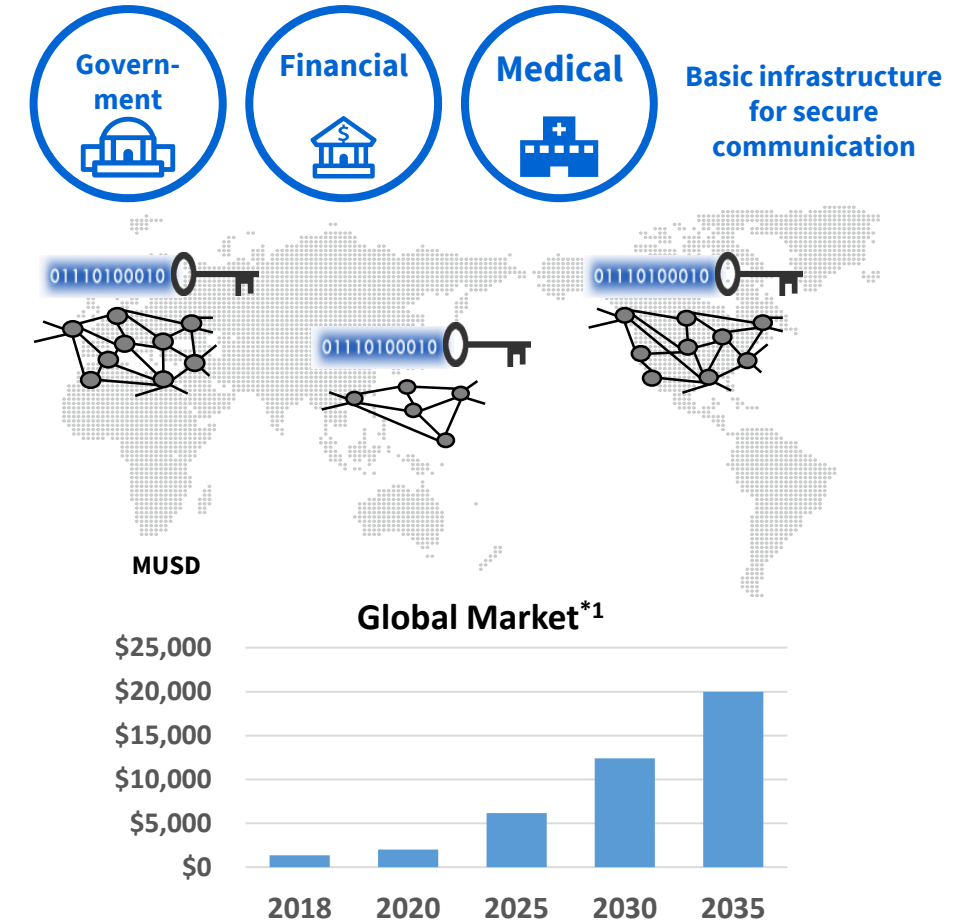 Govern-
ment
Financial
$
Medical
Basic infrastructure
for secure
communication
01110100010
01110100010
01110100010
MUSD
Global Market*1
$25,000
$20,000
$15,000
$10,000
$5,000
$0
2018 2020 2025 2030 2035